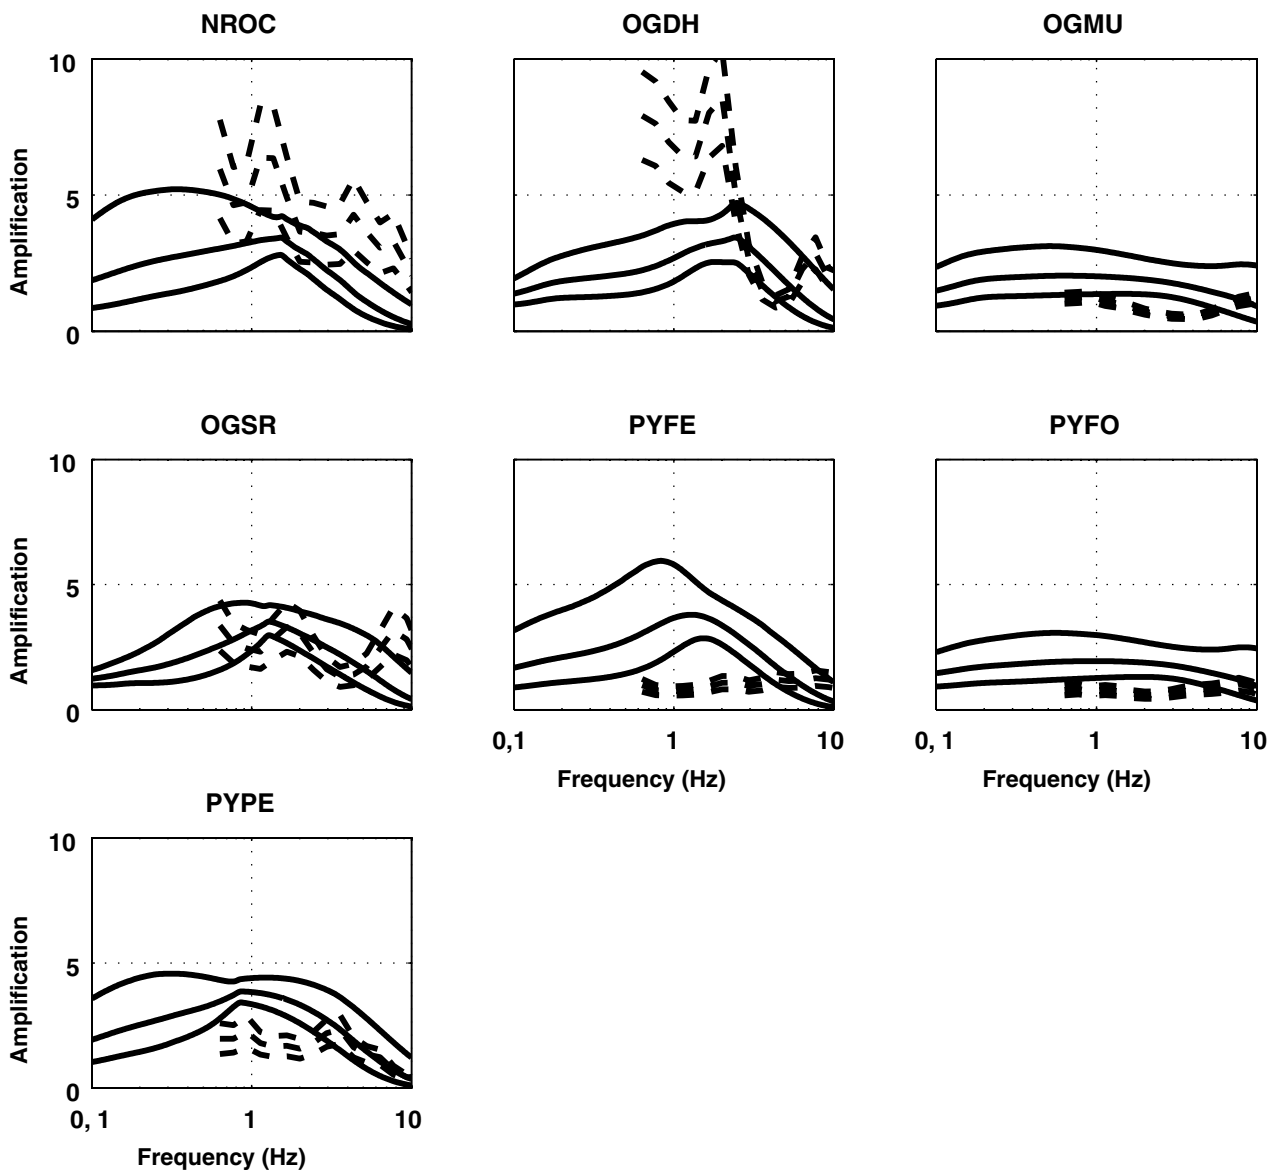 NROC
OGDH
OGMU
10
5
0
Amplification
OGSR
PYFE
PYFO
10
5
0
Amplification
0,1 1 10
Frequency (Hz)
0, 1 1 10
Frequency (Hz)
PYPE
10
5
0
Amplification
0, 1 1 10
Frequency (Hz)